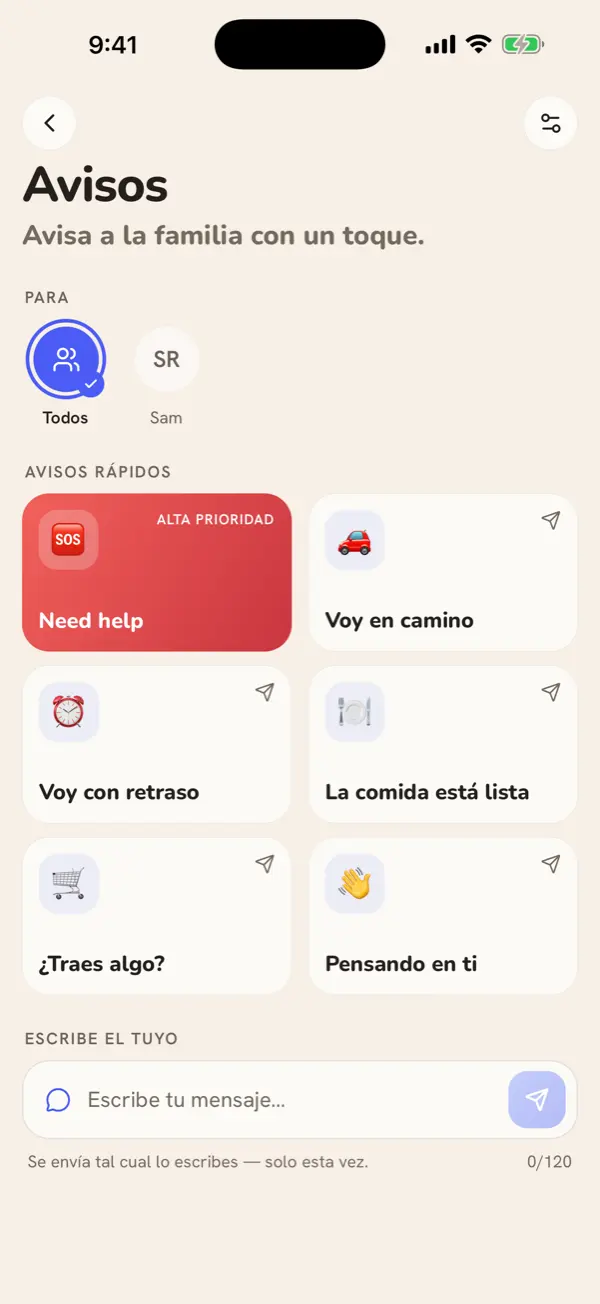 9:41
Avisos
Avisa a la familia con un toque.
PARA
SR
Todos
Sam
AVISOS RÁPIDOS
SOS
ALTA PRIORIDAD
Need help
Voy en camino
Voy con retraso
La comida está lista
¿Traes algo?
Pensando en ti
ESCRIBE EL TUYO
Escribe tu mensaje...
Se envía tal cual lo escribes — solo esta vez.
0/120